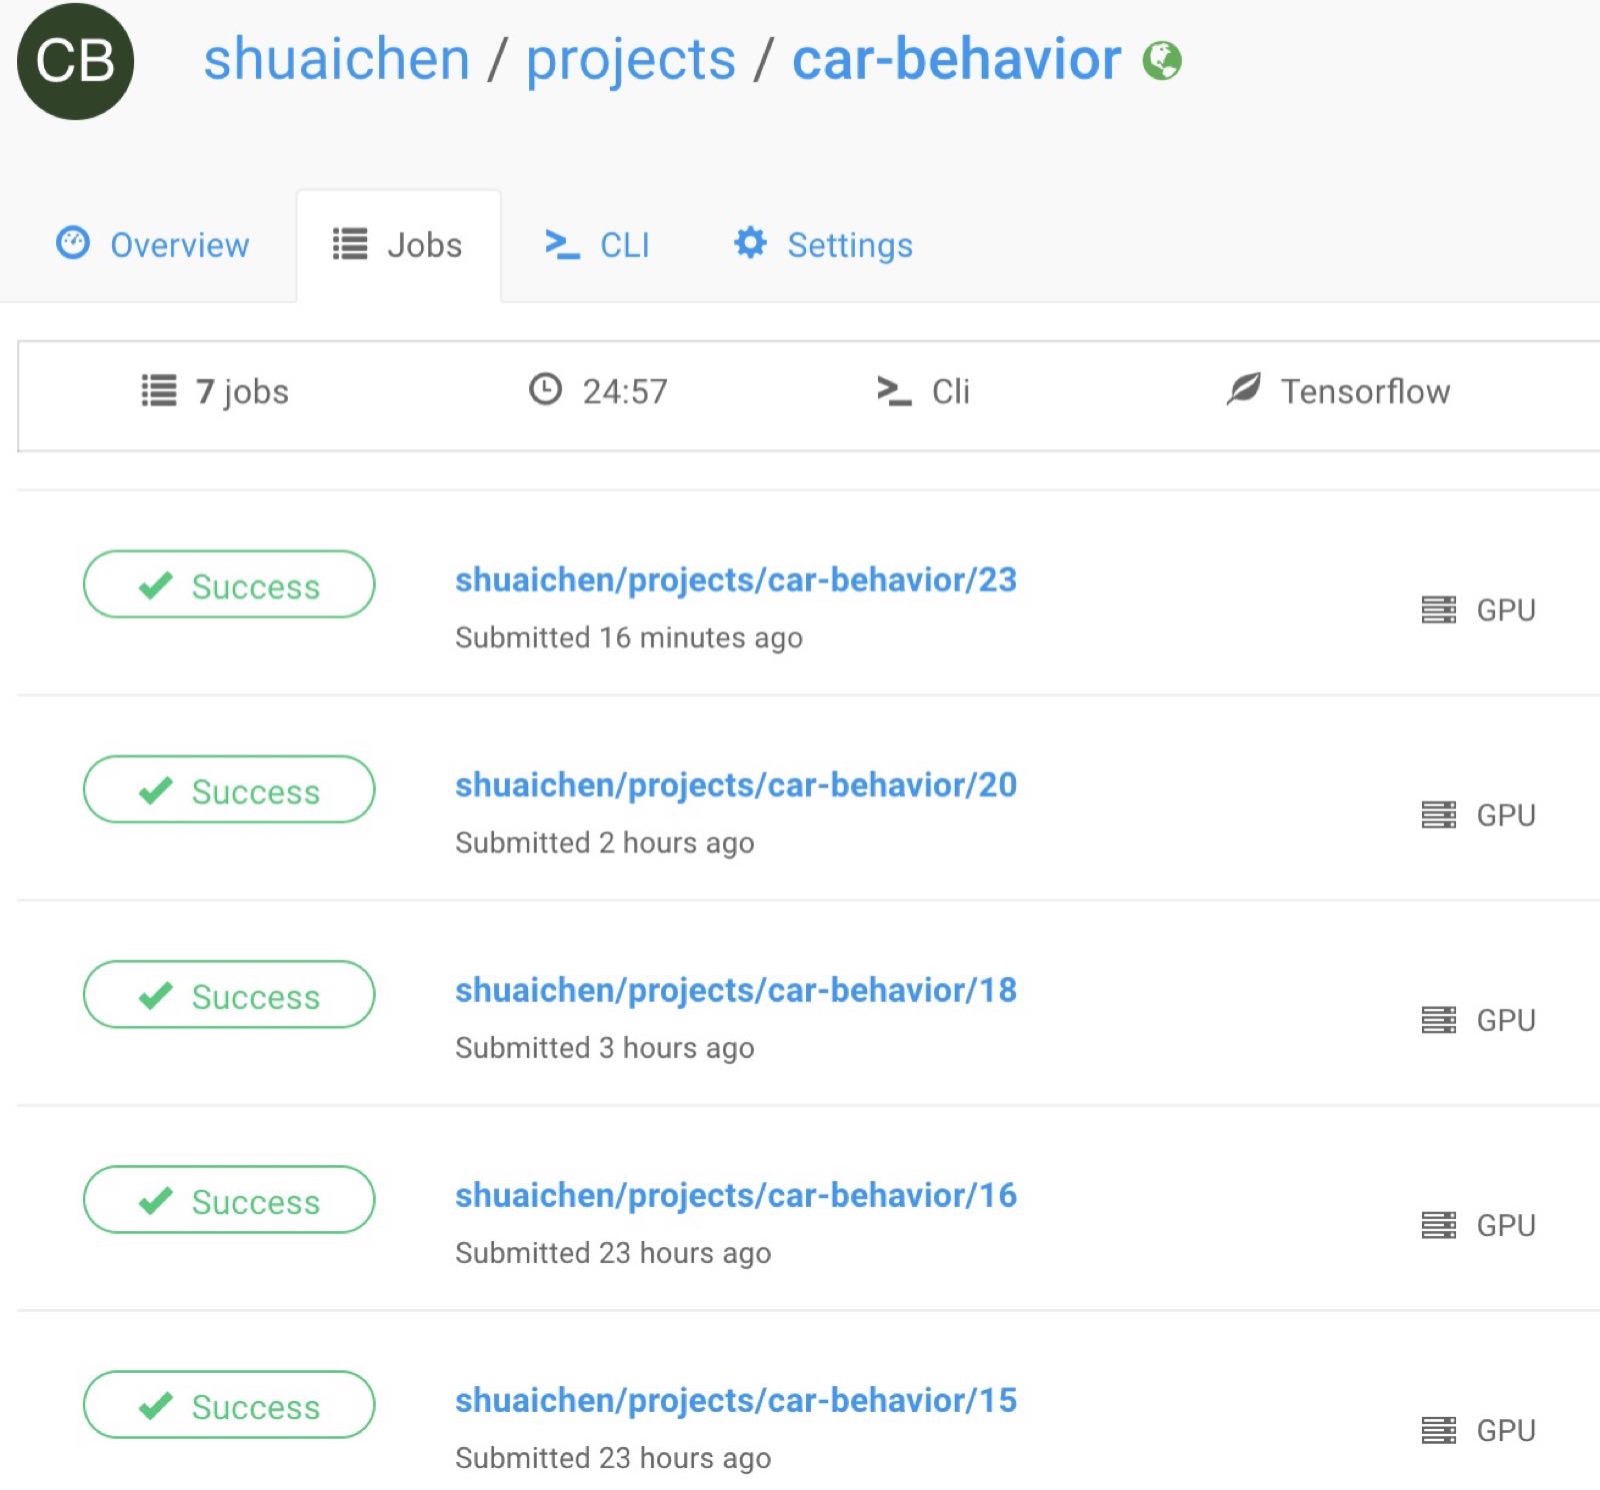 CB shuaichen / projects / car-behavior
Overview Jobs CLI Settings
7 jobs 24:57 Cli Tensorflow
Success shuaichen/projects/car-behavior/23
Submitted 16 minutes ago GPU
Success shuaichen/projects/car-behavior/20
Submitted 2 hours ago GPU
Success shuaichen/projects/car-behavior/18
Submitted 3 hours ago GPU
Success shuaichen/projects/car-behavior/16
Submitted 23 hours ago GPU
Success shuaichen/projects/car-behavior/15
Submitted 23 hours ago GPU